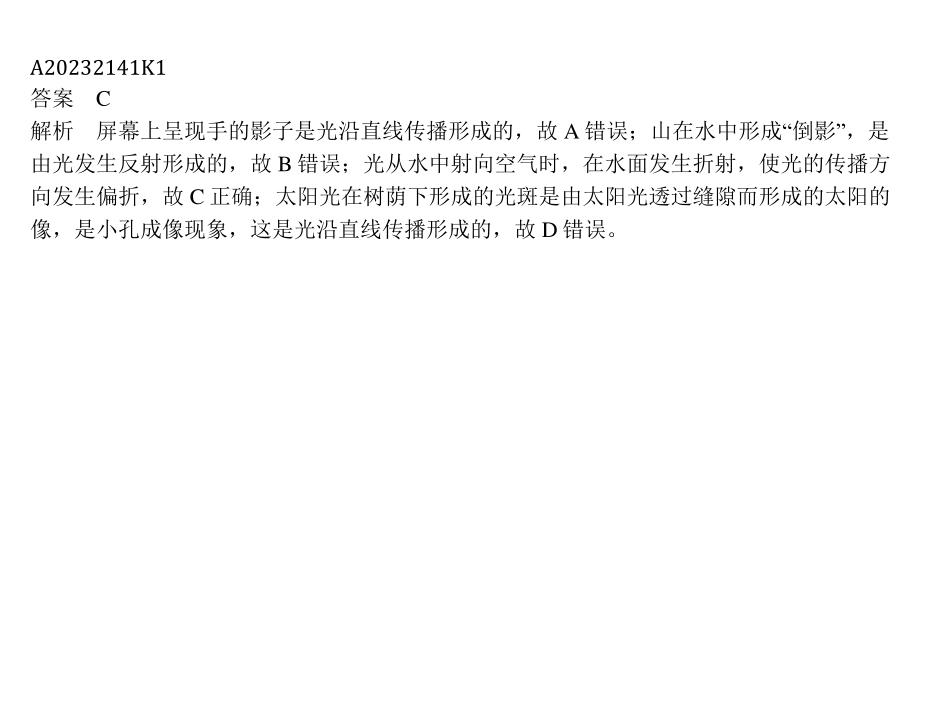 A20232141K1
答案 C
解析 屏幕上呈现手的影子是光沿直线传播形成的，故 A 错误；山在水中形成“倒影”，是
由光发生反射形成的，故 B 错误；光从水中射向空气时，在水面发生折射，使光的传播方
向发生偏折，故 C 正确；太阳光在树荫下形成的光斑是由太阳光透过缝隙而形成的太阳的
像，是小孔成像现象，这是光沿直线传播形成的，故 D 错误。